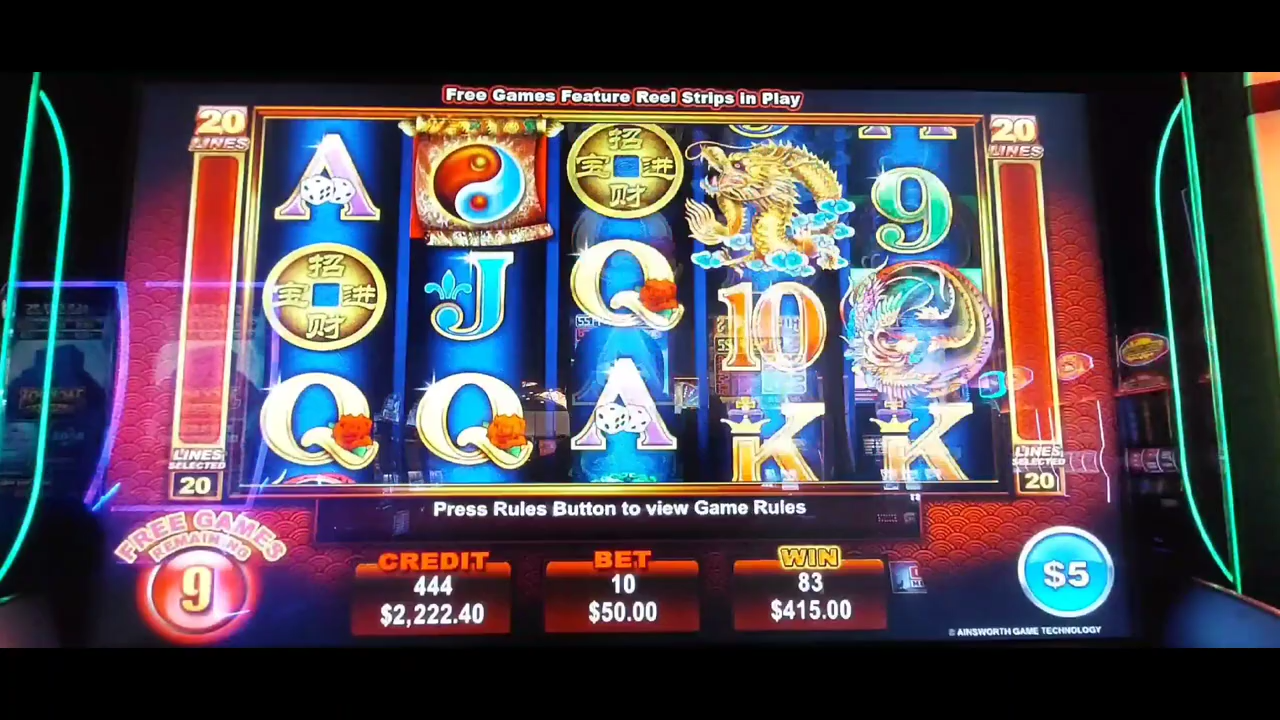 Free Games Feature Reel Strips in Play
20 LINES
20 LINES
A
招
宝 进
财
9
招
宝 进
财
J
Q
10
Q
Q
A
K
K
LINES
SELECTED
20
LINES
SELECTED
20
Press Rules Button to view Game Rules
FREE GAMES
REMAINING
9
CREDIT
444
$2,222.40
BET
10
$50.00
WIN
83
$415.00
$5
© AINSWORTH GAME TECHNOLOGY